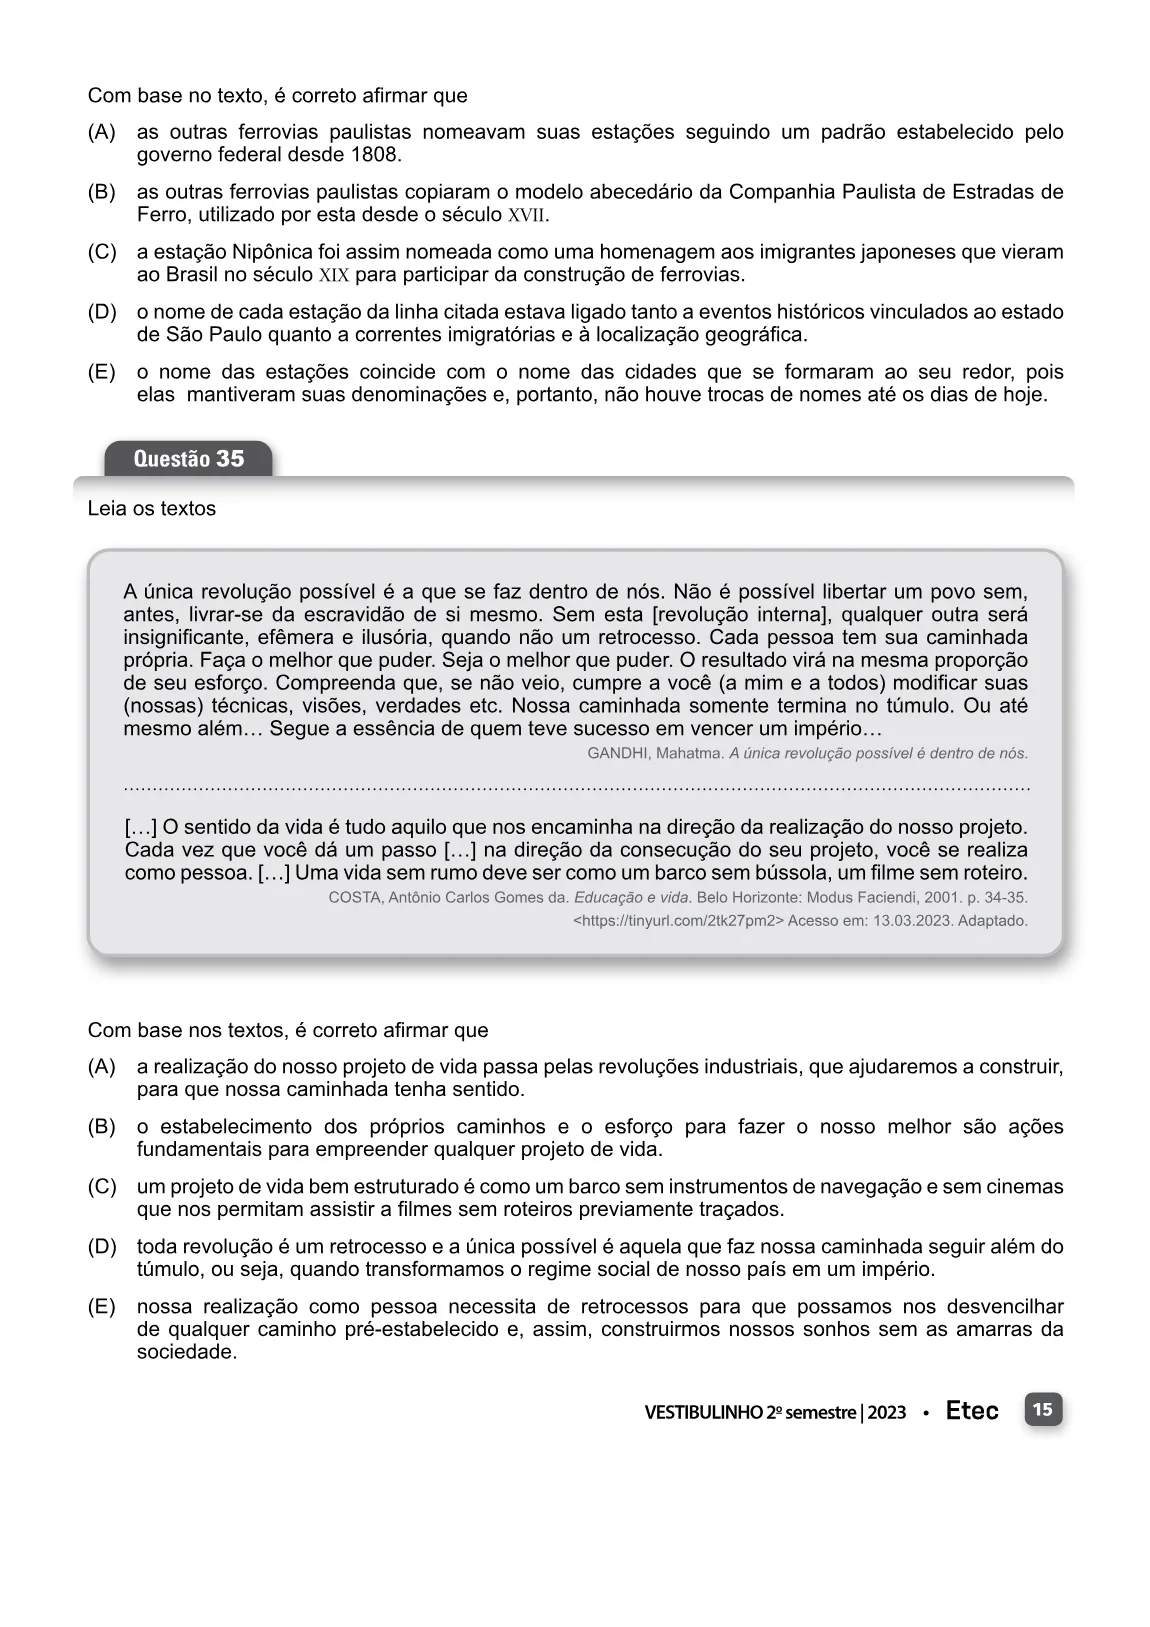 Com base no texto, é correto afirmar que
(A) as outras ferrovias paulistas nomeavam suas estações seguindo um padrão estabelecido pelo
governo federal desde 1808.
(B) as outras ferrovias paulistas copiaram o modelo abecedário da Companhia Paulista de Estradas de
Ferro, utilizado por esta desde o século XVII.
(C) a estação Nipônica foi assim nomeada como uma homenagem aos imigrantes japoneses que vieram
ao Brasil no século XIX para participar da construção de ferrovias.
(D) o nome de cada estação da linha citada estava ligado tanto a eventos históricos vinculados ao estado
de São Paulo quanto a correntes imigratórias e à localização geográfica.
(E) o nome das estações coincide com o nome das cidades que se formaram ao seu redor, pois
elas mantiveram suas denominações e, portanto, não houve trocas de nomes até os dias de hoje.
Questão 35
Leia os textos
A única revolução possível é a que se faz dentro de nós. Não é possível libertar um povo sem,
antes, livrar-se da escravidão de si mesmo. Sem esta [revolução interna], qualquer outra será
insignificante, efêmera e ilusória, quando não um retrocesso. Cada pessoa tem sua caminhada
própria. Faça o melhor que puder. Seja o melhor que puder. O resultado virá na mesma proporção
de seu esforço. Compreenda que, se não veio, cumpre a você (a mim e a todos) modificar suas
(nossas) técnicas, visões, verdades etc. Nossa caminhada somente termina no túmulo. Ou até
mesmo além… Segue a essência de quem teve sucesso em vencer um império…
GANDHI, Mahatma. A única revolução possível é dentro de nós.
[…] O sentido da vida é tudo aquilo que nos encaminha na direção da realização do nosso projeto.
Cada vez que você dá um passo […] na direção da consecução do seu projeto, você se realiza
como pessoa. […] Uma vida sem rumo deve ser como um barco sem bússola, um filme sem roteiro.
COSTA, Antônio Carlos Gomes da. Educação e vida. Belo Horizonte: Modus Faciendi, 2001. p. 34-35.
<https://tinyurl.com/2tk27pm2> Acesso em: 13.03.2023. Adaptado.
Com base nos textos, é correto afirmar que
(A) a realização do nosso projeto de vida passa pelas revoluções industriais, que ajudaremos a construir,
para que nossa caminhada tenha sentido.
(B) o estabelecimento dos próprios caminhos e o esforço para fazer o nosso melhor são ações
fundamentais para empreender qualquer projeto de vida.
(C) um projeto de vida bem estruturado é como um barco sem instrumentos de navegação e sem cinemas
que nos permitam assistir a filmes sem roteiros previamente traçados.
(D) toda revolução é um retrocesso e a única possível é aquela que faz nossa caminhada seguir além do
túmulo, ou seja, quando transformamos o regime social de nosso país em um império.
(E) nossa realização como pessoa necessita de retrocessos para que possamos nos desvencilhar
de qualquer caminho pré-estabelecido e, assim, construirmos nossos sonhos sem as amarras da
sociedade.
VESTIBULINHO 2º semestre | 2023 • Etec 15